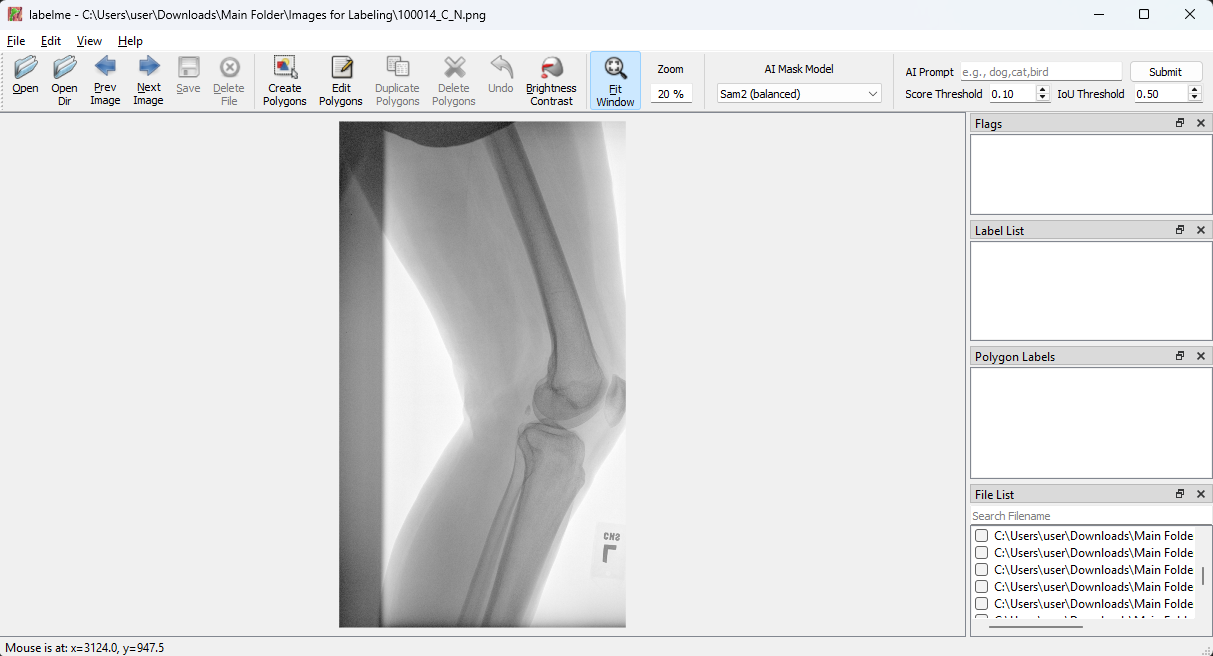 labelme - C:\Users\user\Downloads\Main Folder\Images for Labeling\100014_C_N.png
File Edit View Help
Open
Open Dir
Prev Image
Next Image
Save
Delete File
Create Polygons
Edit Polygons
Duplicate Polygons
Delete Polygons
Undo
Brightness Contrast
Fit Window
Zoom
20 %
AI Mask Model
Sam2 (balanced)
AI Prompt e.g., dog,cat,bird Submit
Score Threshold 0.10 IoU Threshold 0.50
Flags
Label List
Polygon Labels
File List
Search Filename
C:\Users\user\Downloads\Main Folde
C:\Users\user\Downloads\Main Folde
C:\Users\user\Downloads\Main Folde
C:\Users\user\Downloads\Main Folde
C:\Users\user\Downloads\Main Folde
L
Mouse is at: x=3124.0, y=947.5